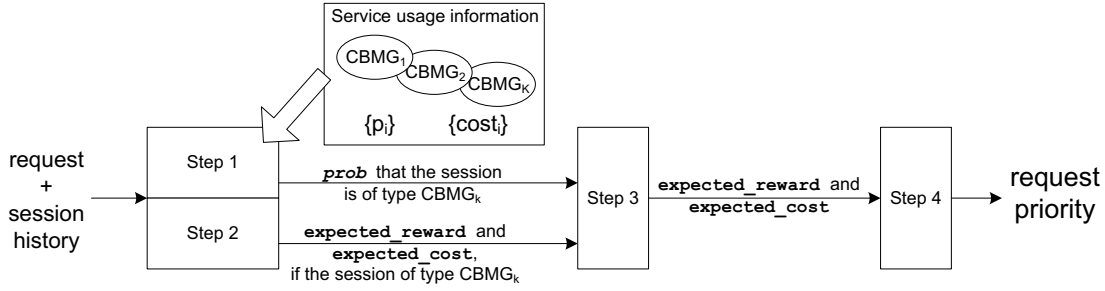 Service usage information
CBMG1
CBMG2
CBMGK
{pi}
{costi}
request
+
session
history
Step 1
Step 2
prob that the session
is of type CBMGk
expected_reward and
expected_cost,
if the session of type CBMGk
Step 3
expected_reward and
expected_cost
Step 4
request
priority